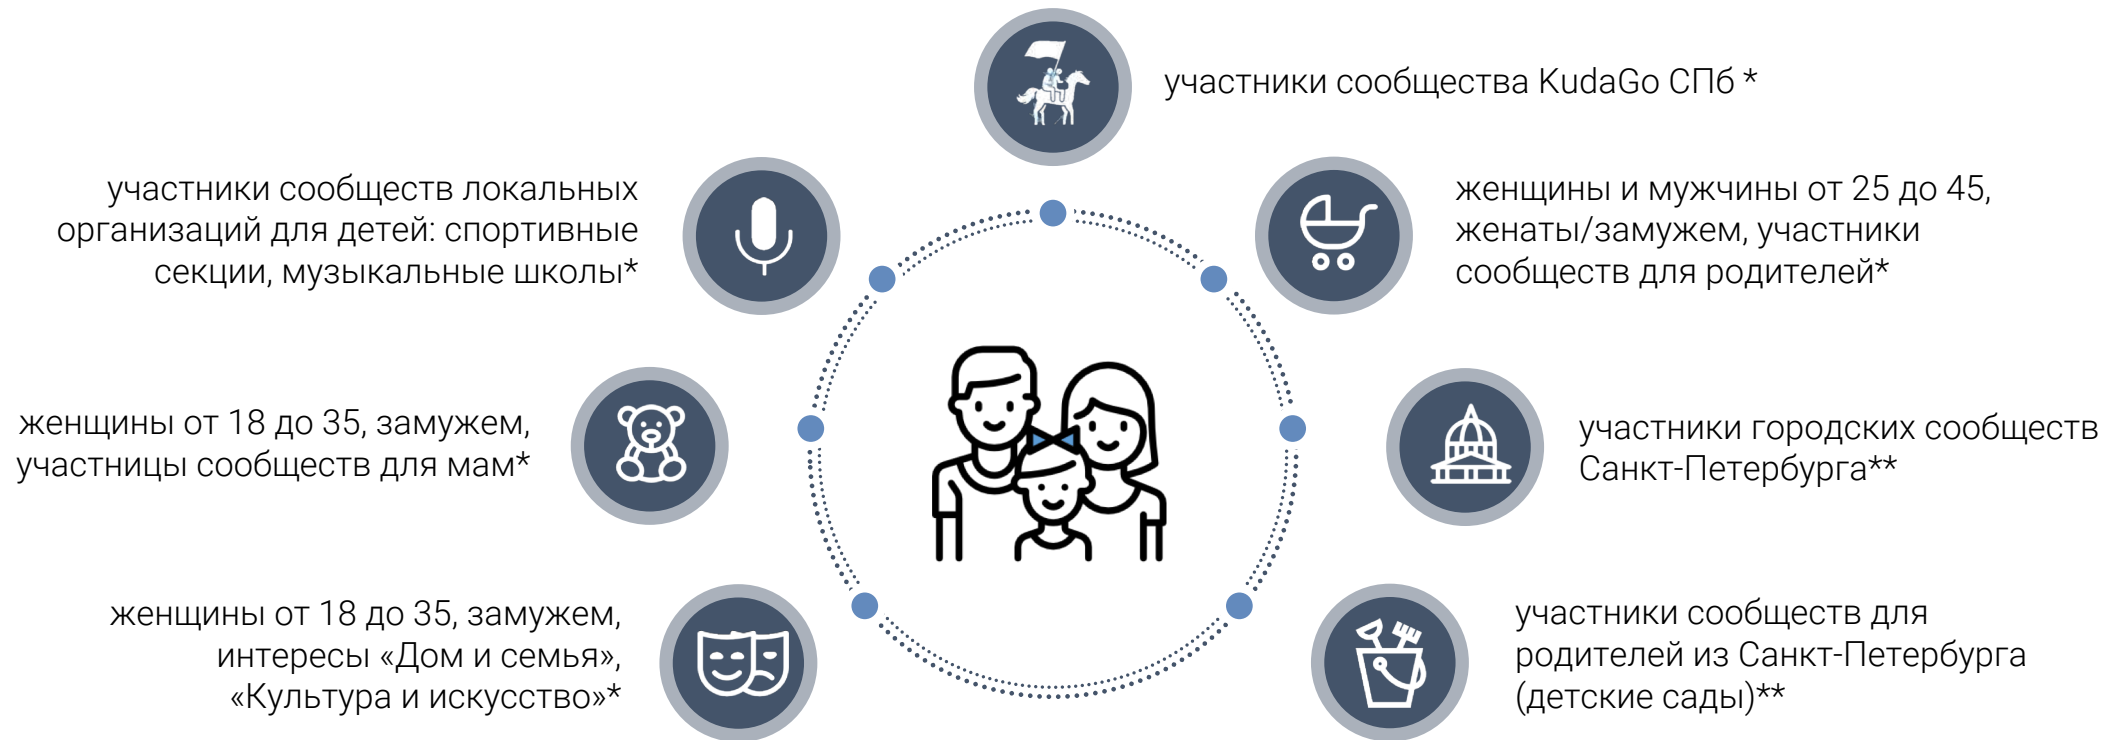 участники сообщества KudaGo СПб *
участники сообществ локальных
организаций для детей: спортивные
секции, музыкальные школы*
женщины и мужчины от 25 до 45,
женаты/замужем, участники
сообществ для родителей*
женщины от 18 до 35, замужем,
участницы сообществ для мам*
участники городских сообществ
Санкт-Петербурга**
женщины от 18 до 35, замужем,
интересы «Дом и семья»,
«Культура и искусство»*
участники сообществ для
родителей из Санкт-Петербурга
(детские сады)**